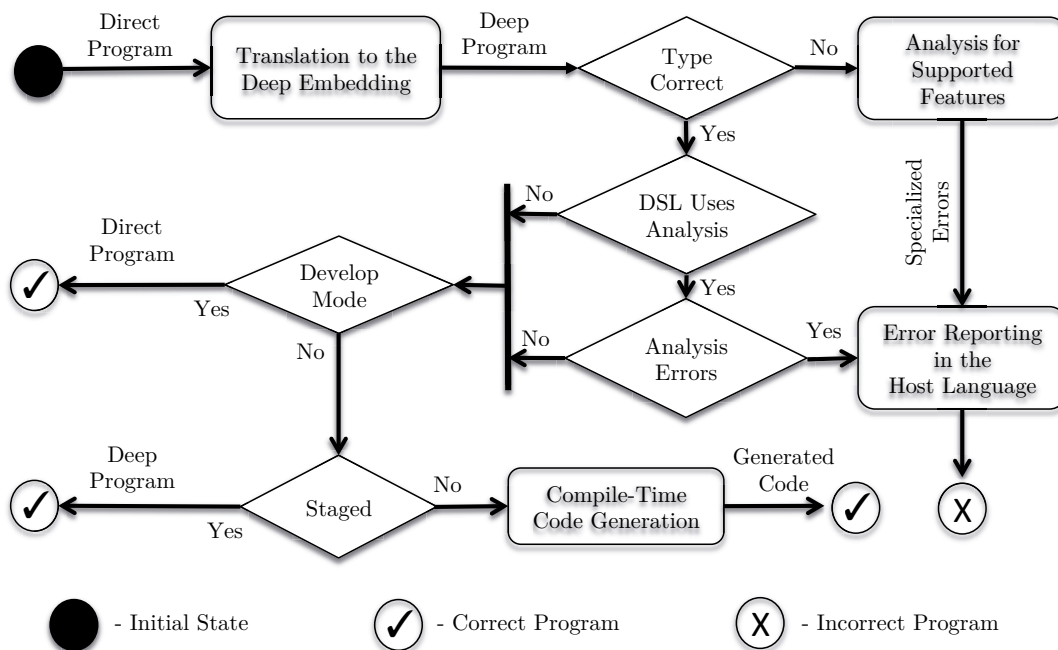 Direct
Program
Translation to the
Deep Embedding
Deep
Program
Type
Correct
No
Analysis for
Supported
Features
Yes
Specialized
Errors
No
DSL Uses
Analysis
Direct
Program
Yes
Develop
Mode
Yes
No
No
Analysis
Errors
Yes
Error Reporting
in the
Host Language
Deep
Program
Yes
Staged
No
Compile-Time
Code Generation
Generated
Code
✓
✓
✓
X
- Initial State
✓
- Correct Program
X
- Incorrect Program